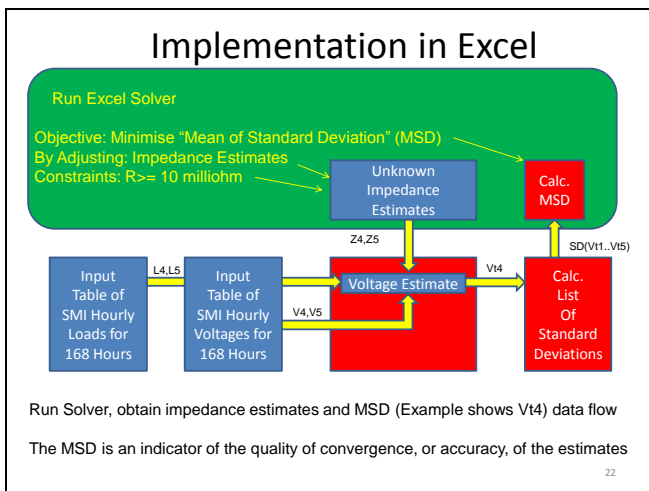 Implementation in Excel
Run Excel Solver
Objective: Minimise “Mean of Standard Deviation” (MSD)
By Adjusting: Impedance Estimates
Constraints: R>= 10 milliohm
Unknown
Impedance
Estimates
Calc.
MSD
Z4,Z5
SD(Vt1..Vt5)
Input
Table of
SMI Hourly
Loads for
168 Hours
L4,L5
Input
Table of
SMI Hourly
Voltages for
168 Hours
V4,V5
Voltage Estimate
Vt4
Calc.
List
Of
Standard
Deviations
Run Solver, obtain impedance estimates and MSD (Example shows Vt4) data flow
The MSD is an indicator of the quality of convergence, or accuracy, of the estimates
22